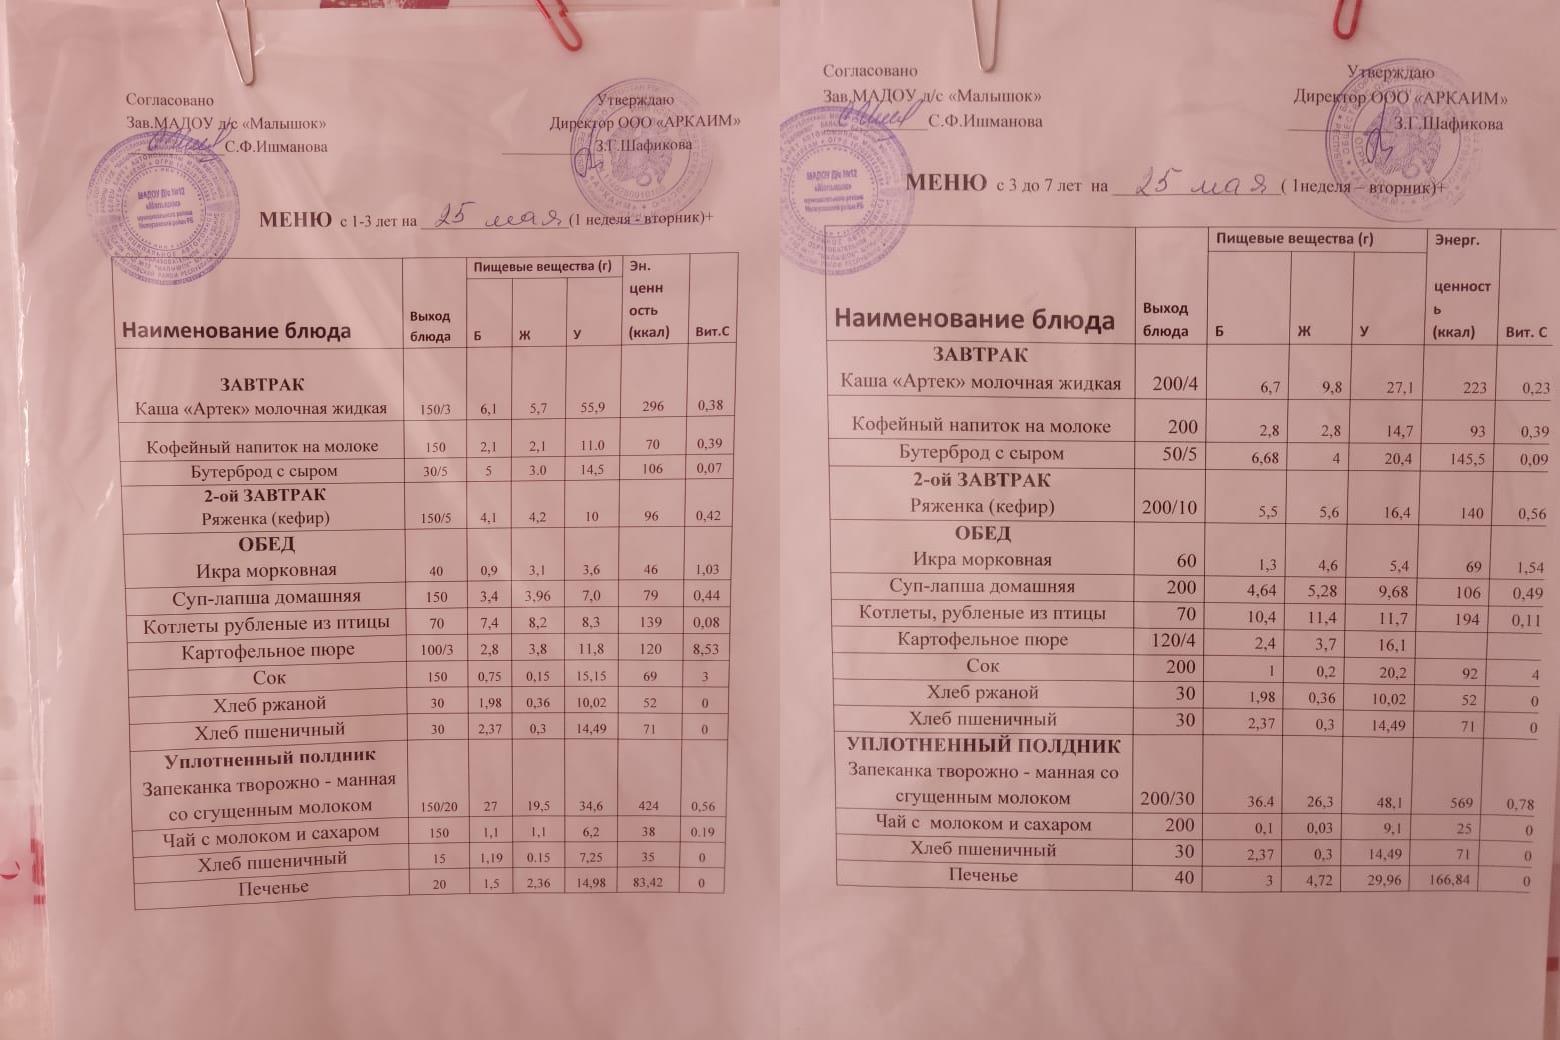 Согласовано
Утверждаю
Зав.МАДОУ д/с «Малышок»
Директор ООО «АРКАИМ»
С.Ф.Ишманова
З.Г.Шафикова
МАДОУ Д/с №12
«Малышок»
МЕНЮ с 1-3 лет на 25 мая (1 неделя - вторник)+
Наименование блюда Выход блюда Пищевые вещества (г) Б Ж У Эн. ценн ость (ккал) Вит.С
ЗАВТРАК
Каша «Артек» молочная жидкая 150/3 6,1 5,7 55,9 296 0,38
Кофейный напиток на молоке 150 2,1 2,1 11.0 70 0,39
Бутерброд с сыром 30/5 5 3.0 14,5 106 0,07
2-ой ЗАВТРАК
Ряженка (кефир) 150/5 4,1 4,2 10 96 0,42
ОБЕД
Икра морковная 40 0,9 3,1 3,6 46 1,03
Суп-лапша домашняя 150 3,4 3,96 7,0 79 0,44
Котлеты рубленые из птицы 70 7,4 8,2 8,3 139 0,08
Картофельное пюре 100/3 2,8 3,8 11,8 120 8,53
Сок 150 0,75 0,15 15,15 69 3
Хлеб ржаной 30 1,98 0,36 10,02 52 0
Хлеб пшеничный 30 2,37 0,3 14,49 71 0
Уплотненный полдник
Запеканка творожно - манная
со сгущенным молоком 150/20 27 19,5 34,6 424 0,56
Чай с молоком и сахаром 150 1,1 1,1 6,2 38 0.19
Хлеб пшеничный 15 1,19 0.15 7,25 35 0
Печенье 20 1,5 2,36 14,98 83,42 0
Согласовано
Утверждаю
Зав.МАДОУ д/с «Малышок»
Директор ООО «АРКАИМ»
С.Ф.Ишманова
З.Г.Шафикова
МАДОУ Д/с №12
«Малышок»
МЕНЮ с 3 до 7 лет на 25 мая ( 1неделя – вторник)+
Наименование блюда Выход блюда Пищевые вещества (г) Б Ж У Энерг. ценност ь (ккал) Вит. С
ЗАВТРАК
Каша «Артек» молочная жидкая 200/4 6,7 9,8 27,1 223 0,23
Кофейный напиток на молоке 200 2,8 2,8 14,7 93 0,39
Бутерброд с сыром 50/5 6,68 4 20,4 145,5 0,09
2-ой ЗАВТРАК
Ряженка (кефир) 200/10 5,5 5,6 16,4 140 0,56
ОБЕД
Икра морковная 60 1,3 4,6 5,4 69 1,54
Суп-лапша домашняя 200 4,64 5,28 9,68 106 0,49
Котлеты, рубленые из птицы 70 10,4 11,4 11,7 194 0,11
Картофельное пюре 120/4 2,4 3,7 16,1
Сок 200 1 0,2 20,2 92 4
Хлеб ржаной 30 1,98 0,36 10,02 52 0
Хлеб пшеничный 30 2,37 0,3 14,49 71 0
УПЛОТНЕННЫЙ ПОЛДНИК
Запеканка творожно - манная со
сгущенным молоком 200/30 36.4 26,3 48,1 569 0,78
Чай с молоком и сахаром 200 0,1 0,03 9,1 25 0
Хлеб пшеничный 30 2,37 0,3 14,49 71 0
Печенье 40 3 4,72 29,96 166,84 0